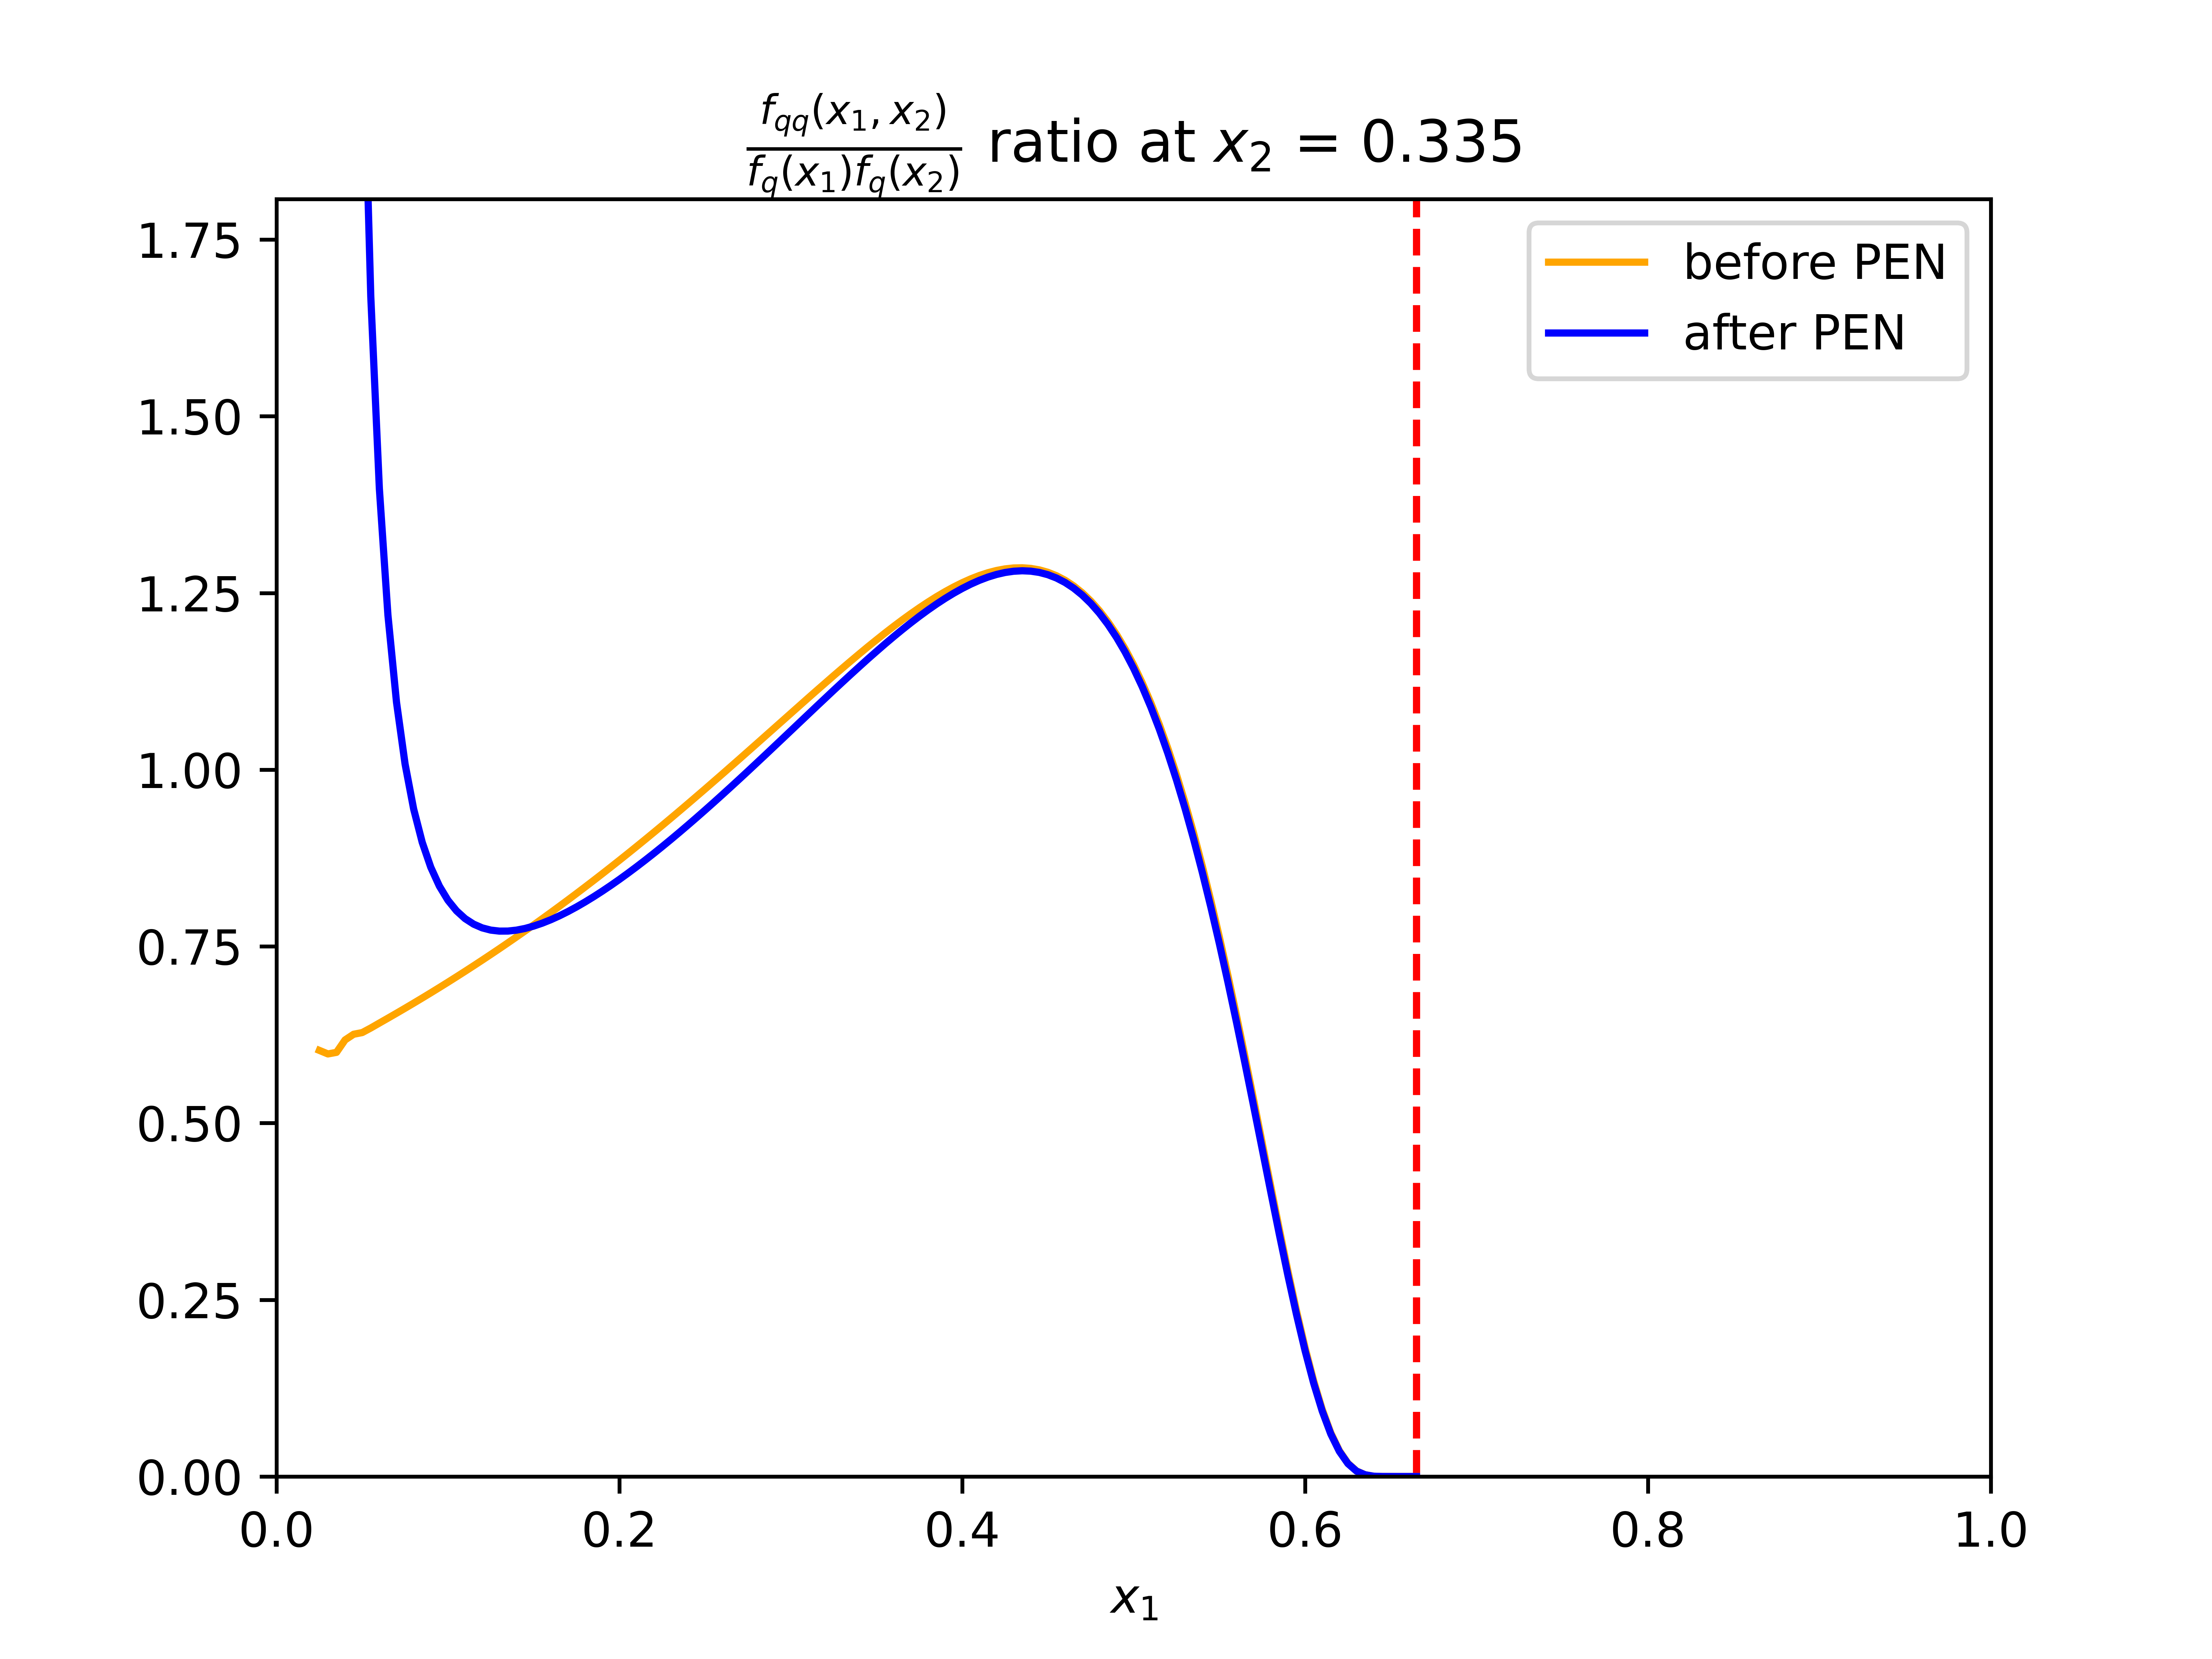 f_qq(x_1, x_2)
f_q(x_1)f_q(x_2) ratio at x_2 = 0.335
before PEN
after PEN
1.75
1.50
1.25
1.00
0.75
0.50
0.25
0.00
0.0 0.2 0.4 0.6 0.8 1.0
x_1